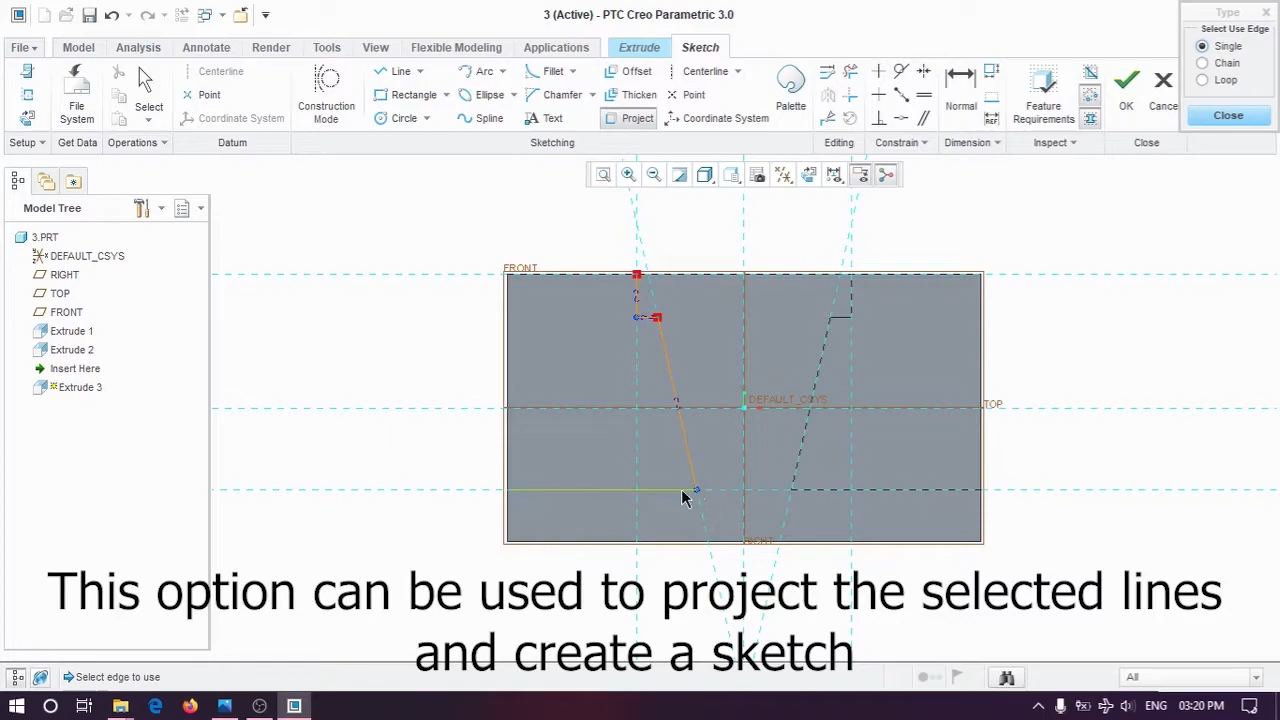 3 (Active) - PTC Creo Parametric 3.0
Type
File Model Analysis Annotate Render Tools View Flexible Modeling Applications Extrude Sketch
Select Use Edge
Single
Chain
Loop
Close
Centerline
Point
Coordinate System
Line
Rectangle
Circle
Arc
Ellipse
Spline
Fillet
Chamfer
Text
Offset
Thicken
Project
Centerline
Point
Coordinate System
File System
Select
Construction Mode
Palette
Normal
Feature Requirements
OK
Cance
Setup Get Data Operations Datum Sketching Editing Constrain Dimension Inspect Close
Model Tree
3.PRT
DEFAULT_CSYS
RIGHT
TOP
FRONT
Extrude 1
Extrude 2
Insert Here
Extrude 3
FRONT
DEFAULT_CSYS
TOP
RIGHT
This option can be used to project the selected lines
and create a sketch
Select edge to use
All
ENG 03:20 PM